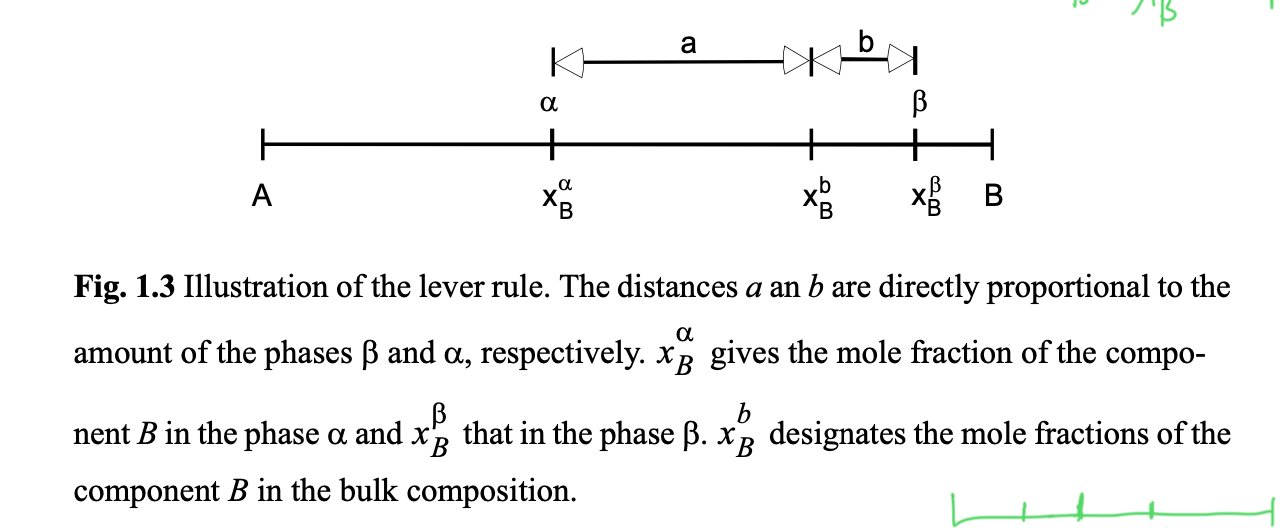 a b
α β
A x_B^α x_B^b x_B^β B
Fig. 1.3 Illustration of the lever rule. The distances a an b are directly proportional to the
amount of the phases β and α, respectively. x_B^α gives the mole fraction of the compo-
nent B in the phase α and x_B^β that in the phase β. x_B^b designates the mole fractions of the
component B in the bulk composition.